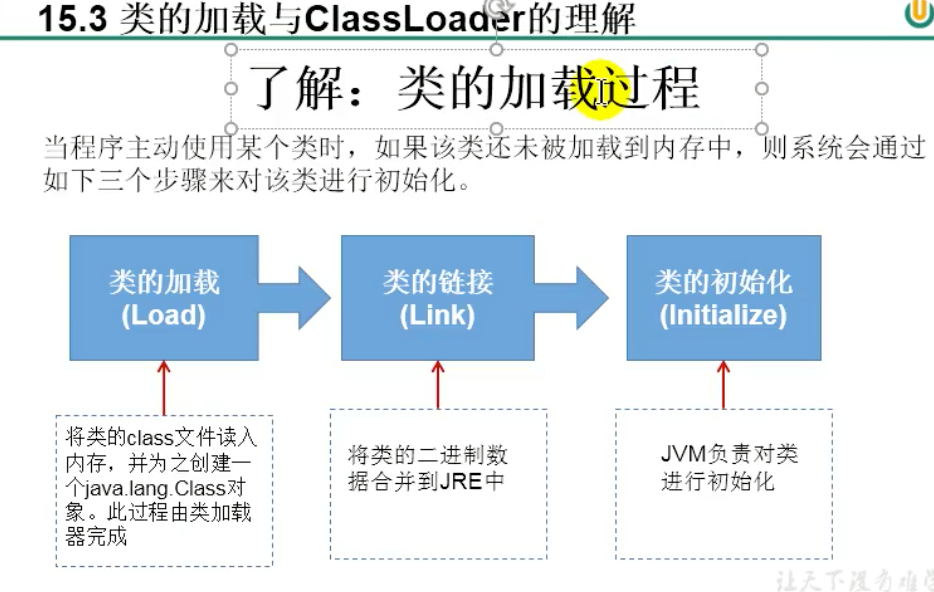 15.3 类的加载与ClassLoader的理解
了解：类的加载过程
当程序主动使用某个类时，如果该类还未被加载到内存中，则系统会通过
如下三个步骤来对该类进行初始化。
类的加载
(Load)
类的链接
(Link)
类的初始化
(Initialize)
将类的class文件读入
内存，并为之创建一
个java.lang.Class对
象。此过程由类加载
器完成
将类的二进制数
据合并到JRE中
JVM负责对类
进行初始化
让天下没有难学